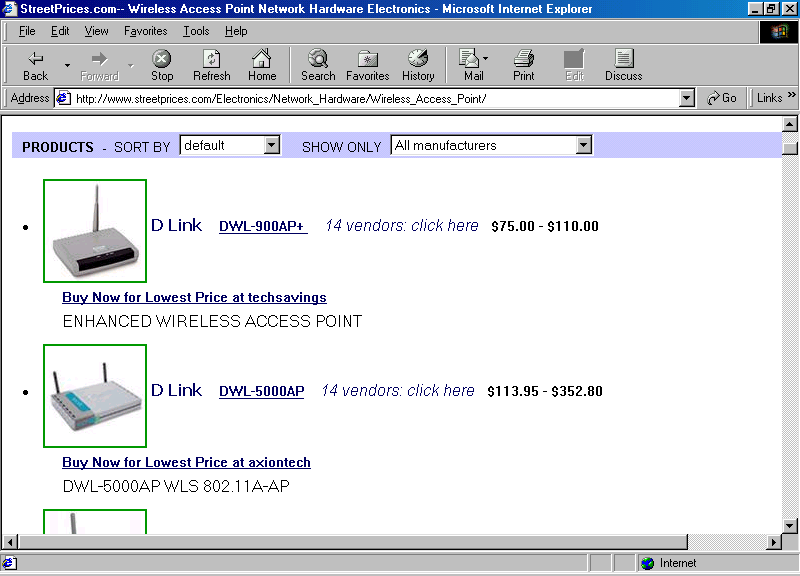 StreetPrices.com-- Wireless Access Point Network Hardware Electronics - Microsoft Internet Explorer
File Edit View Favorites Tools Help
Back Forward Stop Refresh Home Search Favorites History Mail Print Edit Discuss
Address http://www.streetprices.com/Electronics/Network_Hardware/Wireless_Access_Point/ Go Links »
PRODUCTS - SORT BY default SHOW ONLY All manufacturers
D Link DWL-900AP+ 14 vendors: click here $75.00 - $110.00
Buy Now for Lowest Price at techsavings
ENHANCED WIRELESS ACCESS POINT
D Link DWL-5000AP 14 vendors: click here $113.95 - $352.80
Buy Now for Lowest Price at axiontech
DWL-5000AP WLS 802.11A-AP
Internet